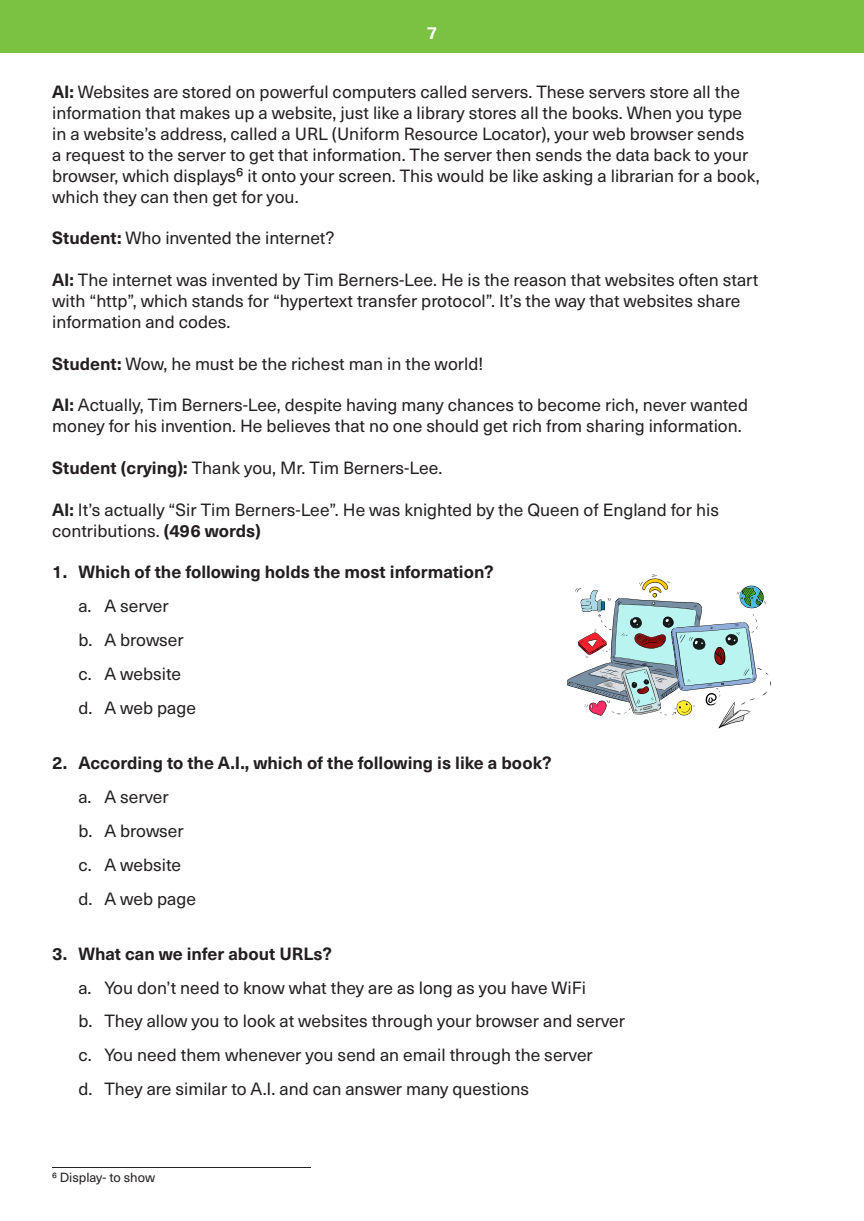 7
AI: Websites are stored on powerful computers called servers. These servers store all the
information that makes up a website, just like a library stores all the books. When you type
in a website’s address, called a URL (Uniform Resource Locator), your web browser sends
a request to the server to get that information. The server then sends the data back to your
browser, which displays⁶ it onto your screen. This would be like asking a librarian for a book,
which they can then get for you.
Student: Who invented the internet?
AI: The internet was invented by Tim Berners-Lee. He is the reason that websites often start
with “http”, which stands for “hypertext transfer protocol”. It’s the way that websites share
information and codes.
Student: Wow, he must be the richest man in the world!
AI: Actually, Tim Berners-Lee, despite having many chances to become rich, never wanted
money for his invention. He believes that no one should get rich from sharing information.
Student (crying): Thank you, Mr. Tim Berners-Lee.
AI: It’s actually “Sir Tim Berners-Lee”. He was knighted by the Queen of England for his
contributions. (496 words)
1. Which of the following holds the most information?
a. A server
b. A browser
c. A website
d. A web page
@
2. According to the A.I., which of the following is like a book?
a. A server
b. A browser
c. A website
d. A web page
3. What can we infer about URLs?
a. You don’t need to know what they are as long as you have WiFi
b. They allow you to look at websites through your browser and server
c. You need them whenever you send an email through the server
d. They are similar to A.I. and can answer many questions
⁶ Display- to show